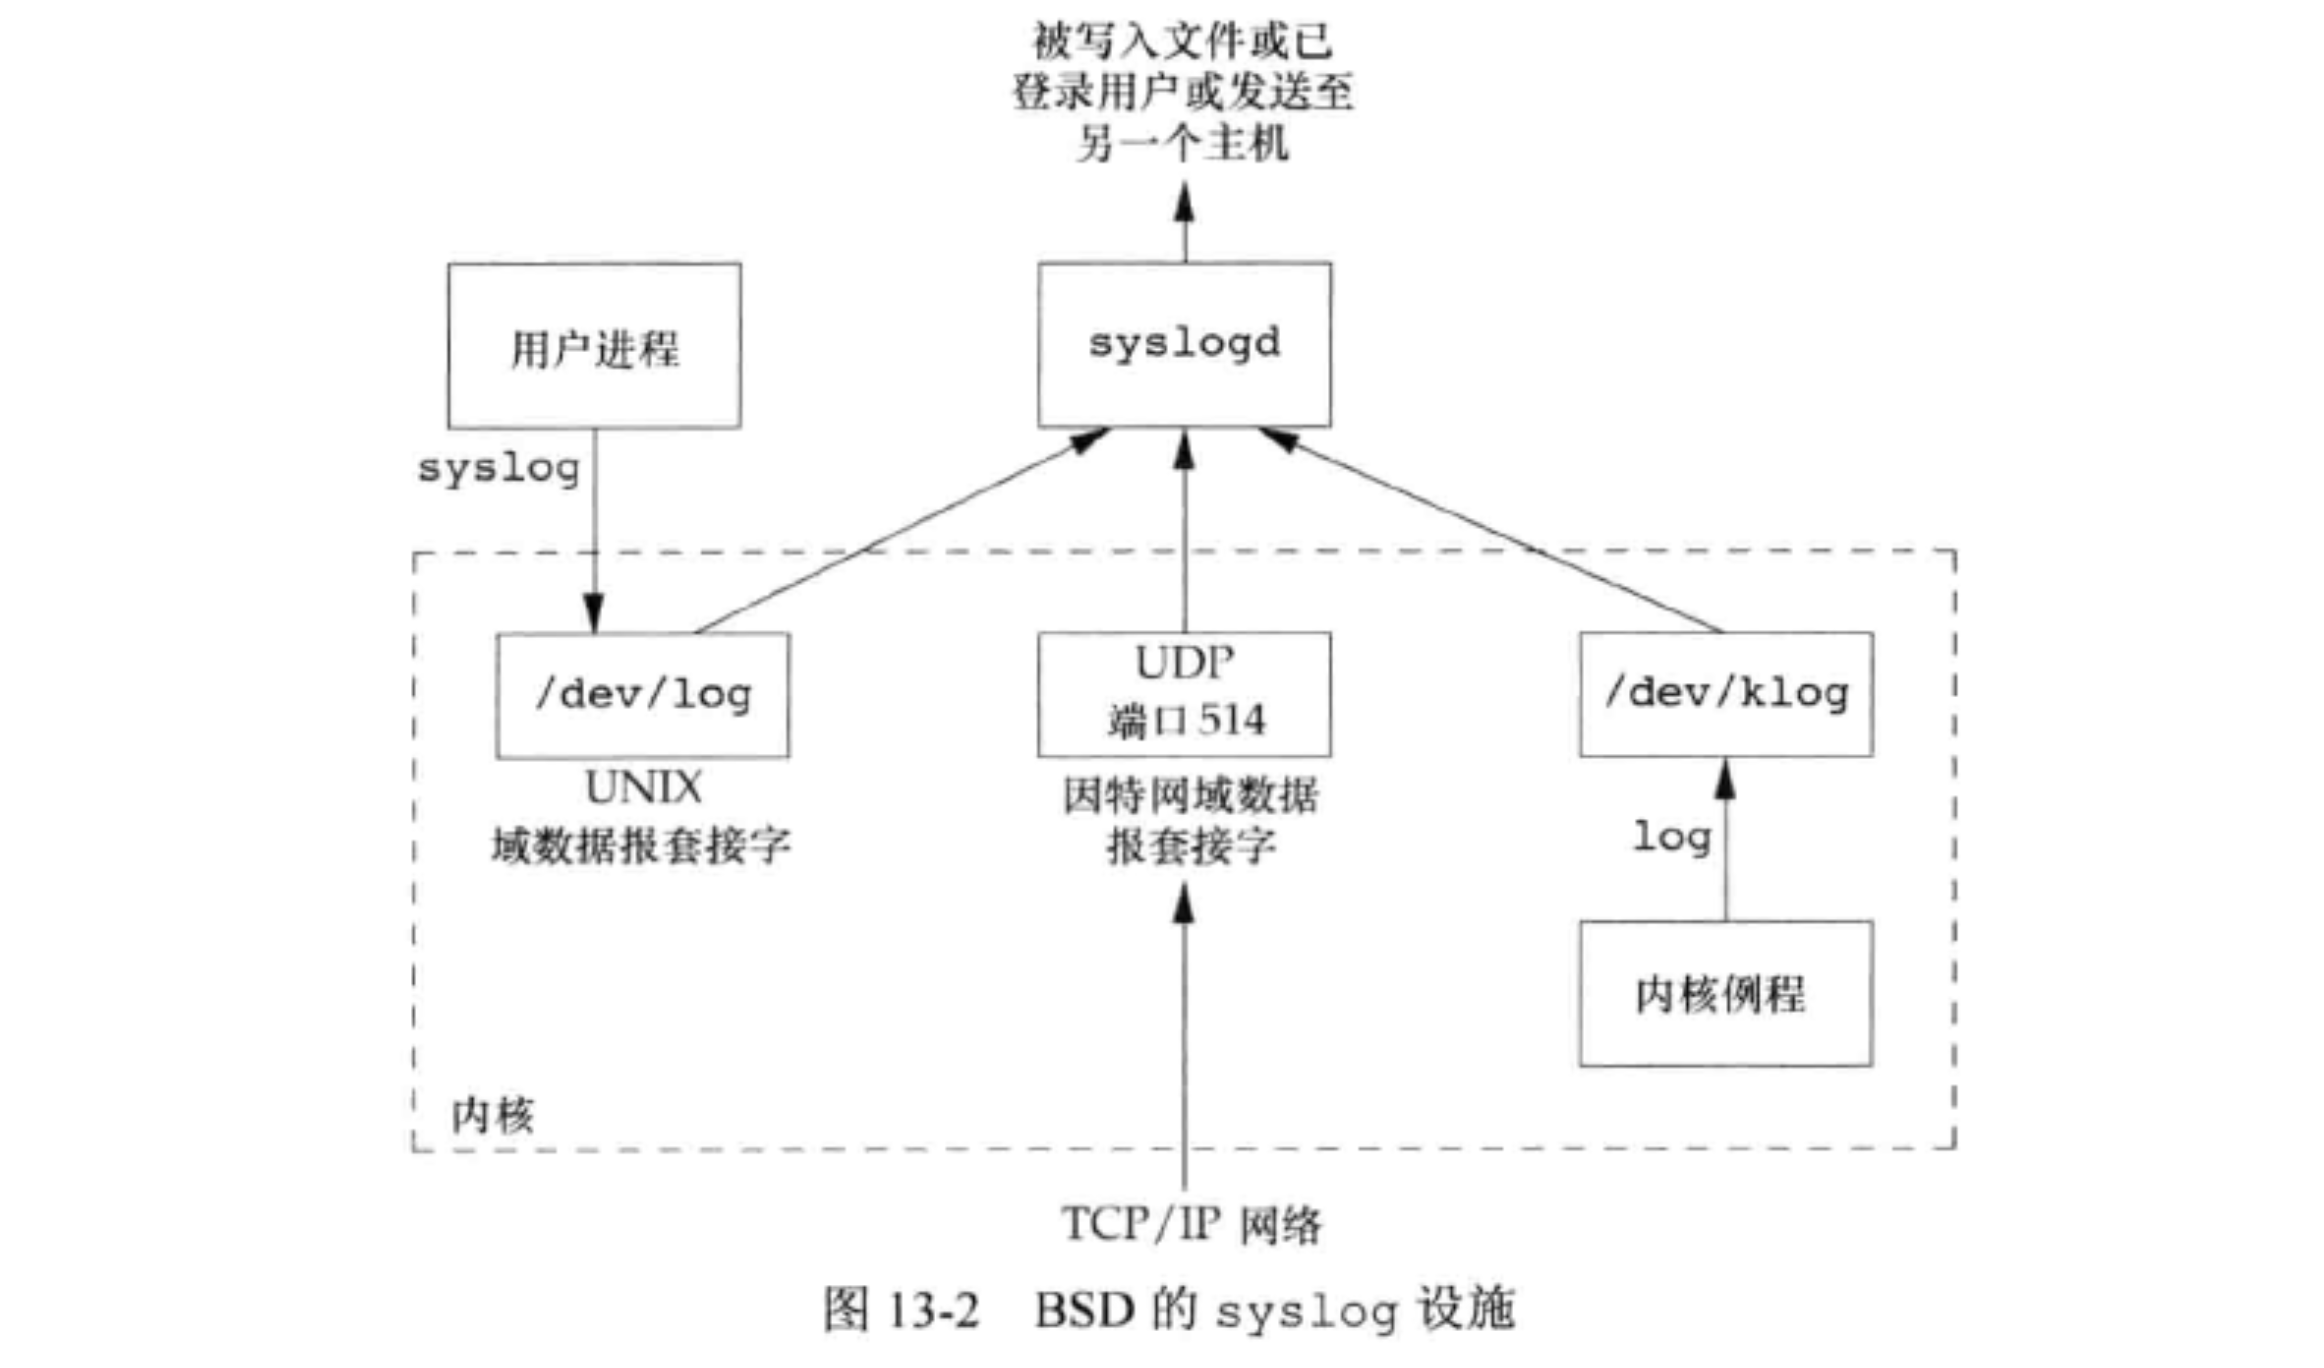 被写入文件或已
登录用户或发送至
另一个主机
用户进程
syslogd
syslog
/dev/log
UDP
端口 514
/dev/klog
UNIX
域数据报套接字
因特网域数据
报套接字
log
内核例程
内核
TCP/IP 网络
图 13-2 BSD 的 syslog 设施